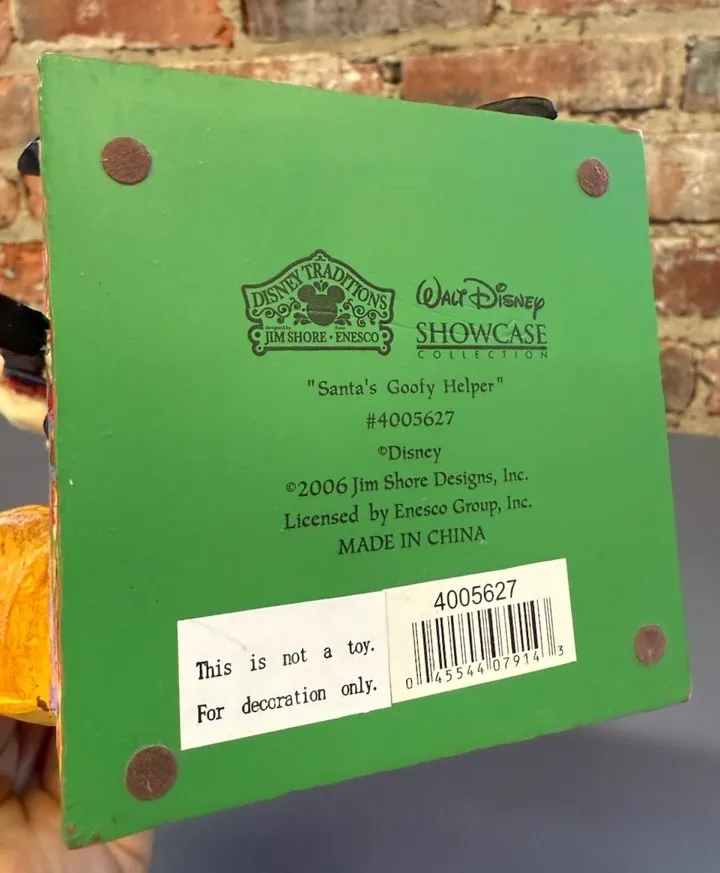 DISNEY TRADITIONS
designed by
JIM SHORE • ENESCO
WALT DISNEY
SHOWCASE
COLLECTION
"Santa's Goofy Helper"
#4005627
©Disney
©2006 Jim Shore Designs, Inc.
Licensed by Enesco Group, Inc.
MADE IN CHINA
This is not a toy.
For decoration only.
4005627
0 45544 07914 3